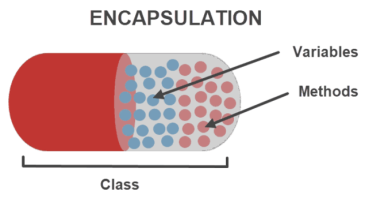 ENCAPSULATION
Variables
Methods
Class